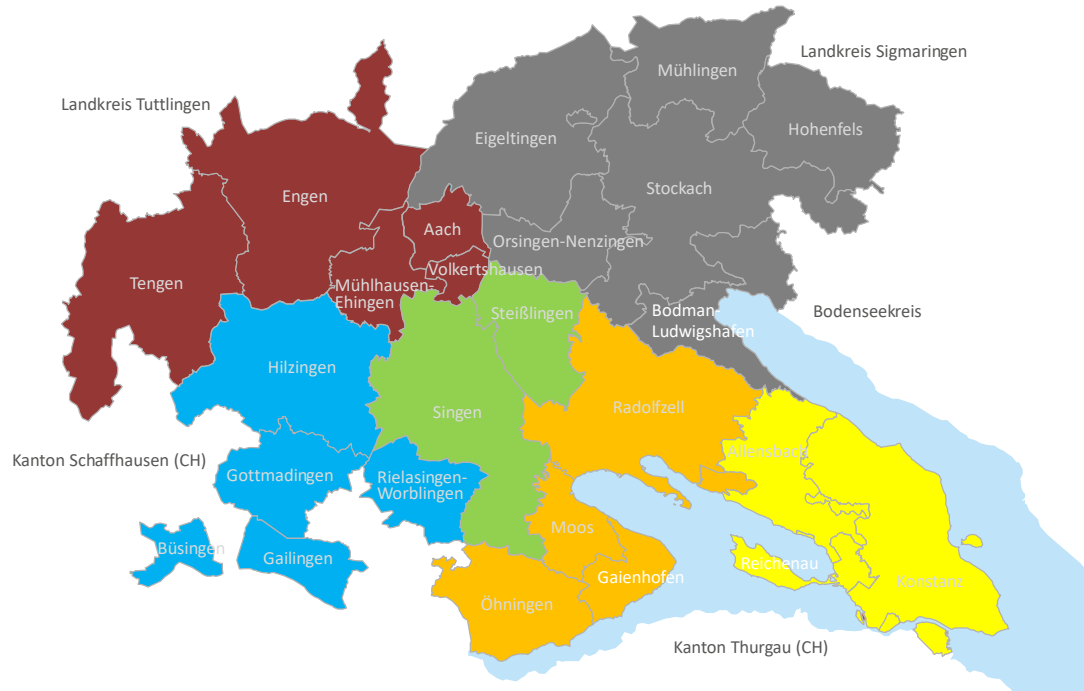 Landkreis Sigmaringen
Mühlingen
Landkreis Tuttlingen
Hohenfels
Eigeltingen
Stockach
Engen
Aach
Orsingen-Nenzingen
Volkertshausen
Tengen
Mühlhausen-
Ehingen
Steißlingen
Bodman-
Ludwigshafen
Bodenseekreis
Hilzingen
Radolfzell
Singen
Allensbach
Kanton Schaffhausen (CH)
Gottmadingen
Rielasingen-
Worblingen
Moos
Büsingen
Gailingen
Reichenau
Gaienhofen
Konstanz
Öhningen
Kanton Thurgau (CH)